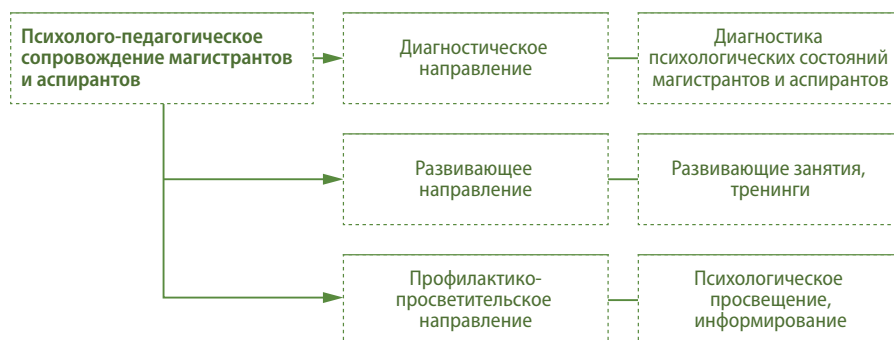 Психолого-педагогическое
сопровождение магистрантов
и аспирантов
Диагностическое
направление
Диагностика
психологических состояний
магистрантов и аспирантов
Развивающее
направление
Развивающие занятия,
тренинги
Профилактико-
просветительское
направление
Психологическое
просвещение,
информирование